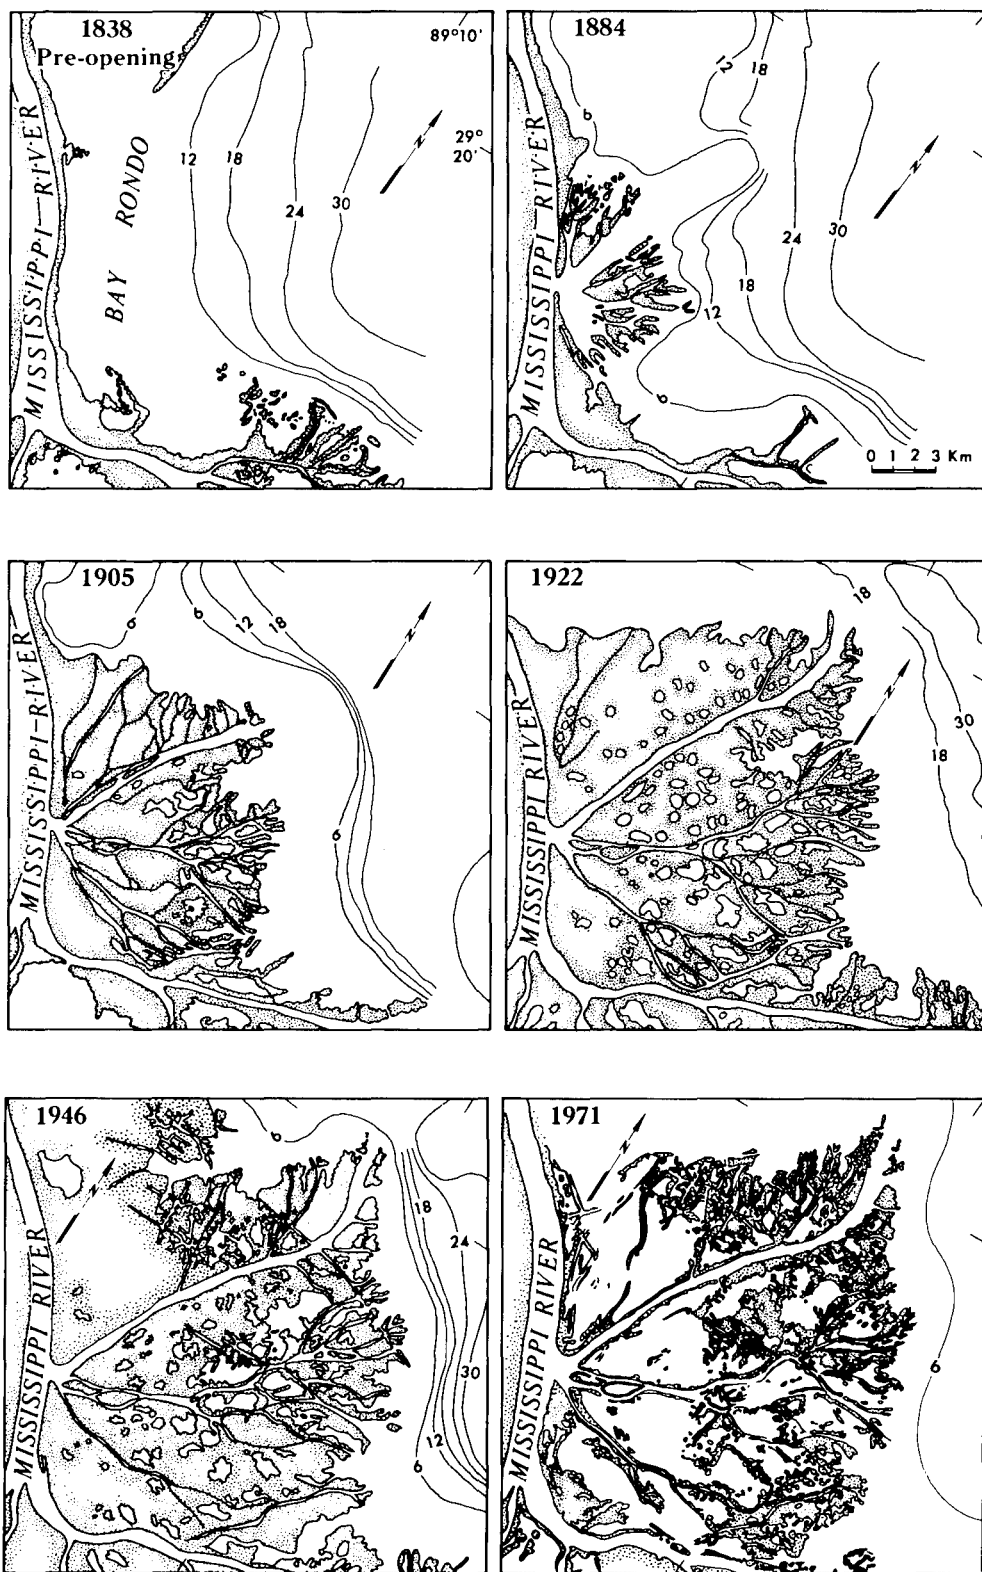 1838
Pre-opening
89°10'
29°
20'
MISSISSIPPI RIVER
BAY RONDO
12
18
24
30
N
1884
6
12
18
6
N
MISSISSIPPI RIVER
24
30
18
12
6
0 1 2 3 Km
1905
6
6
12
18
N
MISSISSIPPI RIVER
6
1922
18
30
N
18
MISSISSIPPI RIVER
1946
6
N
18
24
MISSISSIPPI RIVER
30
12
6
1971
N
MISSISSIPPI RIVER
6